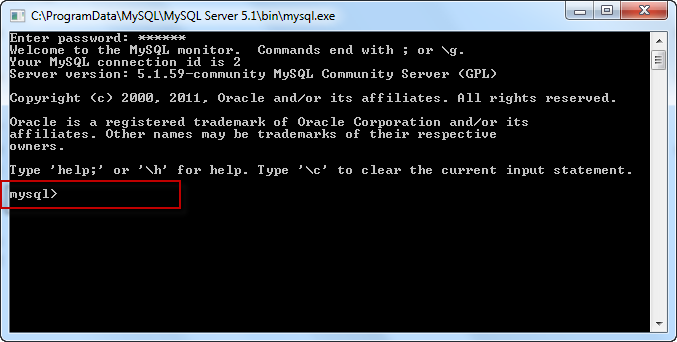 C:\ProgramData\MySQL\MySQL Server 5.1\bin\mysql.exe
Enter password: ******
Welcome to the MySQL monitor.  Commands end with ; or \g.
Your MySQL connection id is 2
Server version: 5.1.59-community MySQL Community Server (GPL)
Copyright (c) 2000, 2011, Oracle and/or its affiliates. All rights reserved.
Oracle is a registered trademark of Oracle Corporation and/or its
affiliates. Other names may be trademarks of their respective
owners.
Type 'help;' or '\h' for help. Type '\c' to clear the current input statement.
mysql>